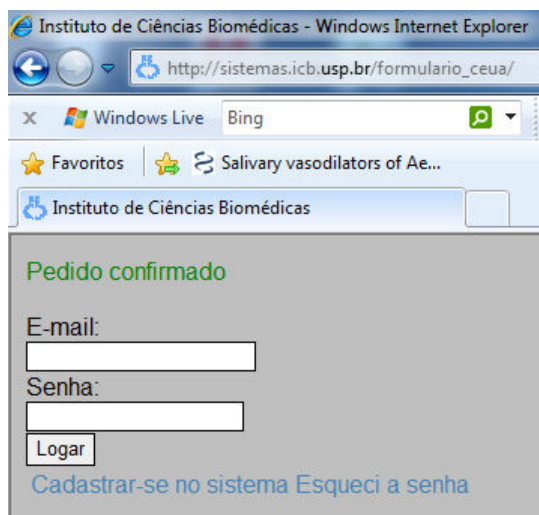 Instituto de Ciências Biomédicas - Windows Internet Explorer
http://sistemas.icb.usp.br/formulario_ceua/
x Windows Live Bing
Favoritos Salivary vasodilators of Ae...
Instituto de Ciências Biomédicas
Pedido confirmado
E-mail:
Senha:
Logar
Cadastrar-se no sistema Esqueci a senha